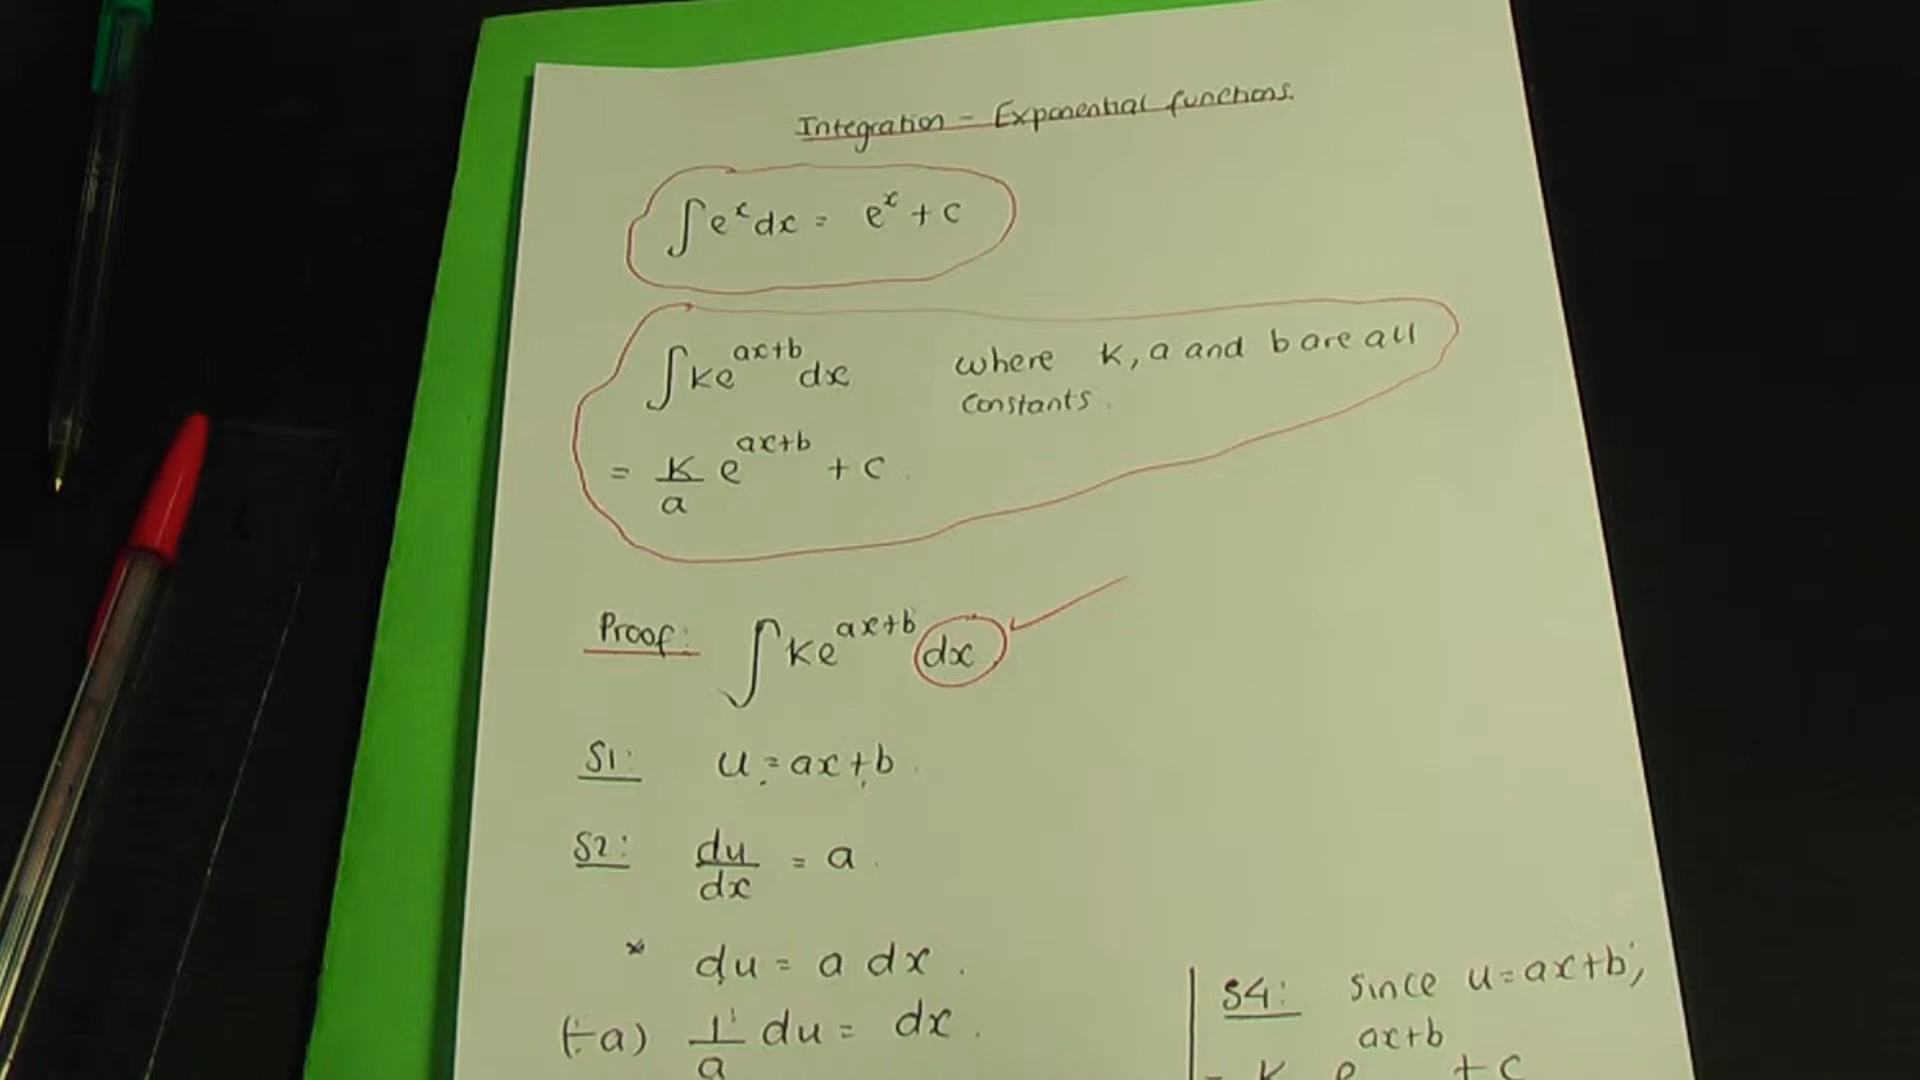 Integration - Exponential functions.
∫e^x dx = e^x + c
∫ke^(ax+b) dx where k, a and b are all
constants.
= k/a e^(ax+b) + c.
Proof: ∫ke^(ax+b) dx
S1: u = ax+b.
S2: du/dx = a.
* du = a dx.
(÷a) 1/a du = dx.
S4: Since u = ax+b,
= k e^(ax+b) + c